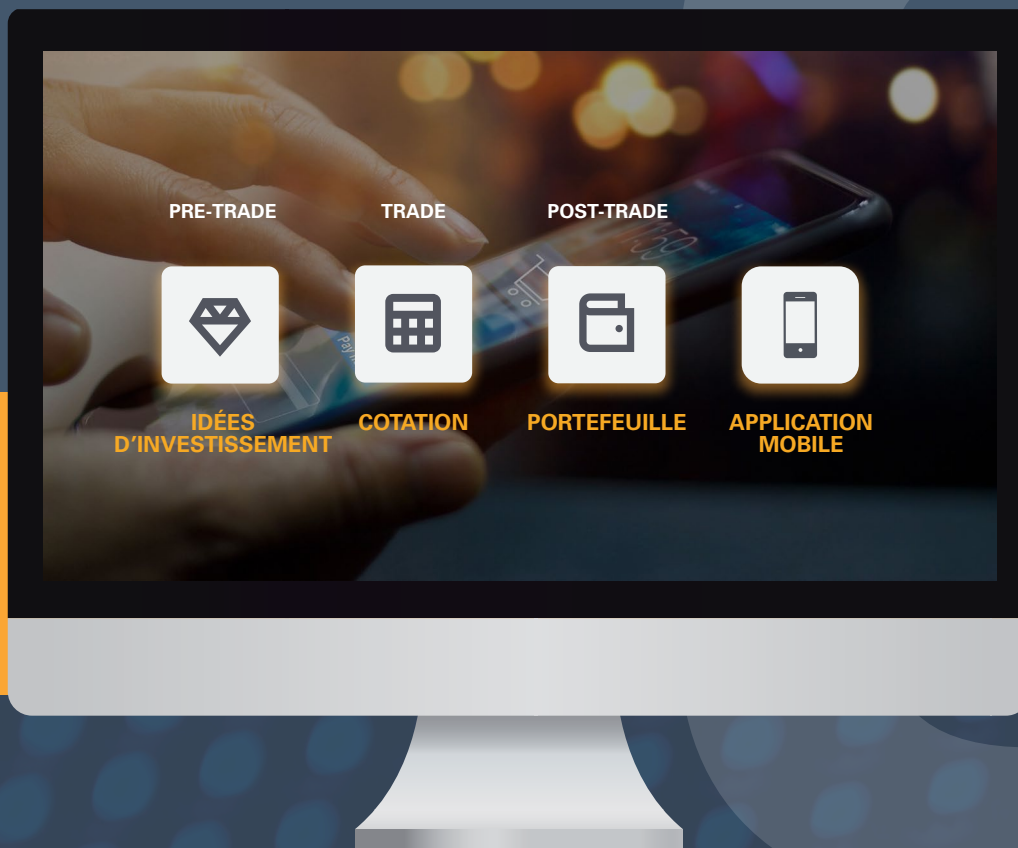 PRE-TRADE
TRADE
POST-TRADE
IDÉES
D’INVESTISSEMENT
COTATION
PORTEFEUILLE
APPLICATION
MOBILE